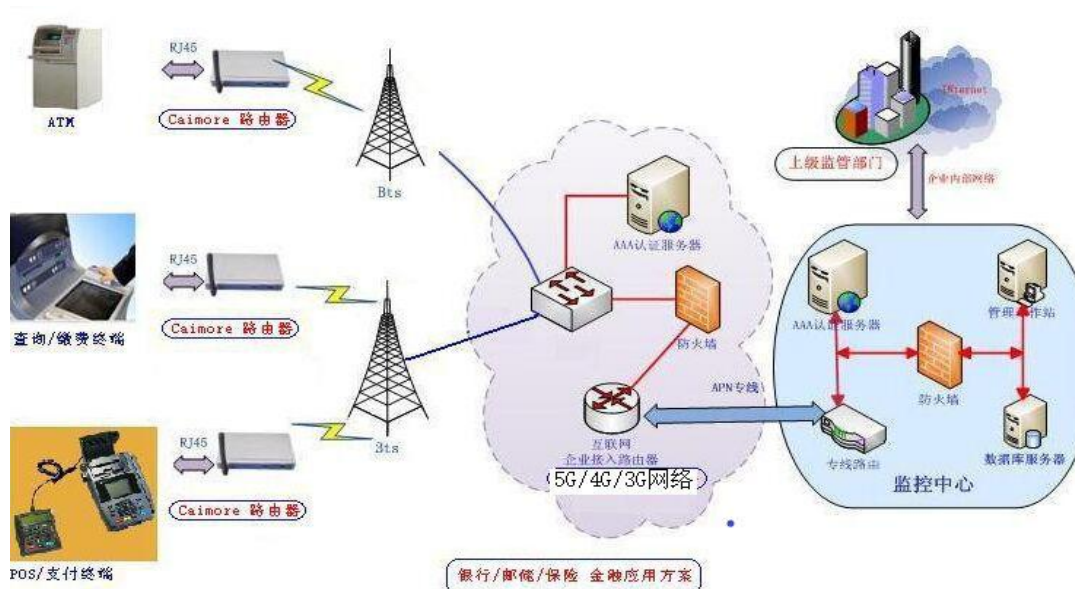 ATM
RJ45
Caimore 路由器
Bts
查询/缴费终端
RJ45
Caimore 路由器
3ts
POS/支付终端
RJ45
Caimore 路由器
AAA认证服务器
防火墙
互联网
企业接入路由器
5G/4G/3G网络
APN专线
INternet
上级监管部门
企业内部网络
AAA认证服务器
管理工作站
防火墙
专线路由
数据库服务器
监控中心
银行/邮储/保险 金融应用方案